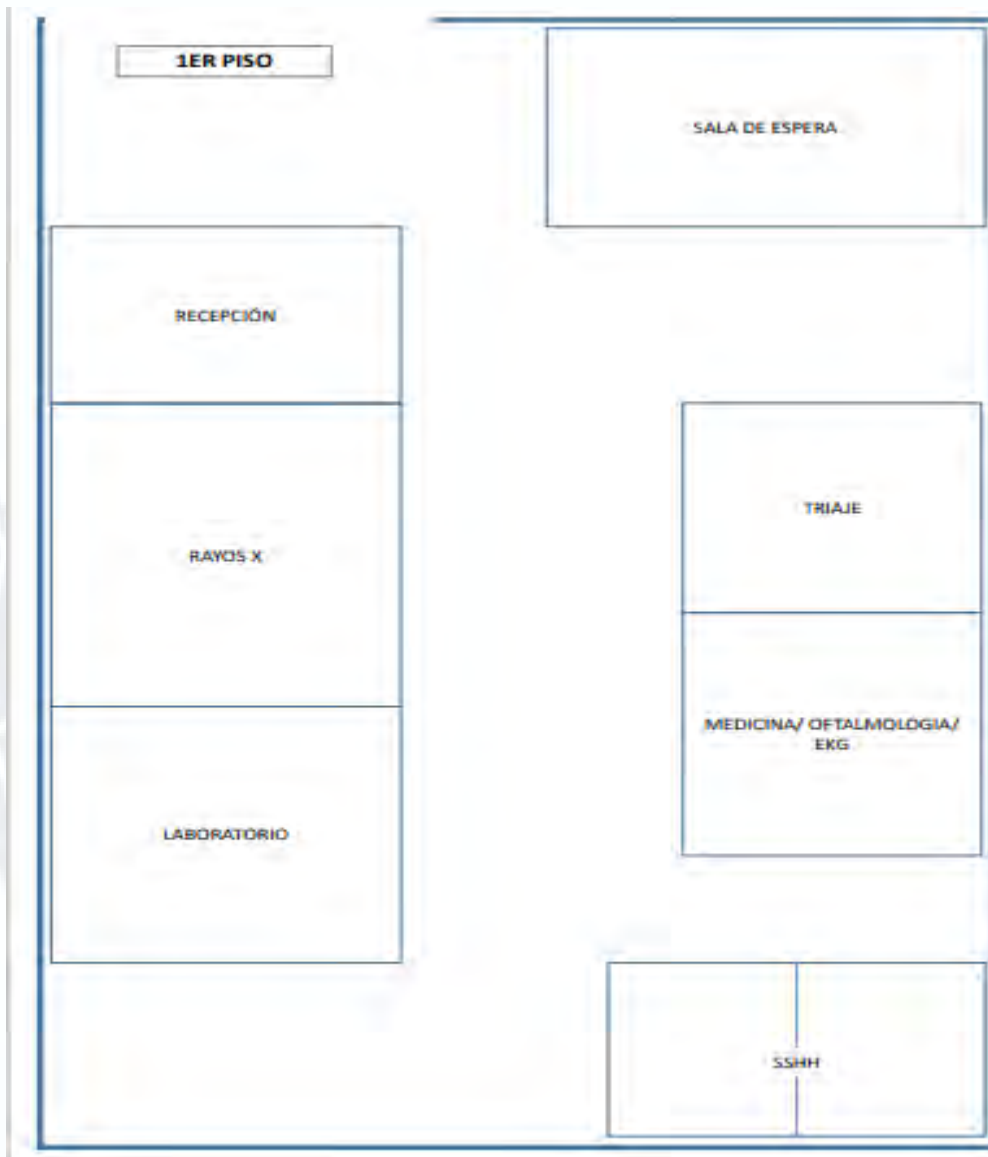 1ER PISO
SALA DE ESPERA
RECEPCIÓN
TRIAJE
RAYOS X
MEDICINA/ OFTALMOLOGIA/
EKG
LABORATORIO
SSHH